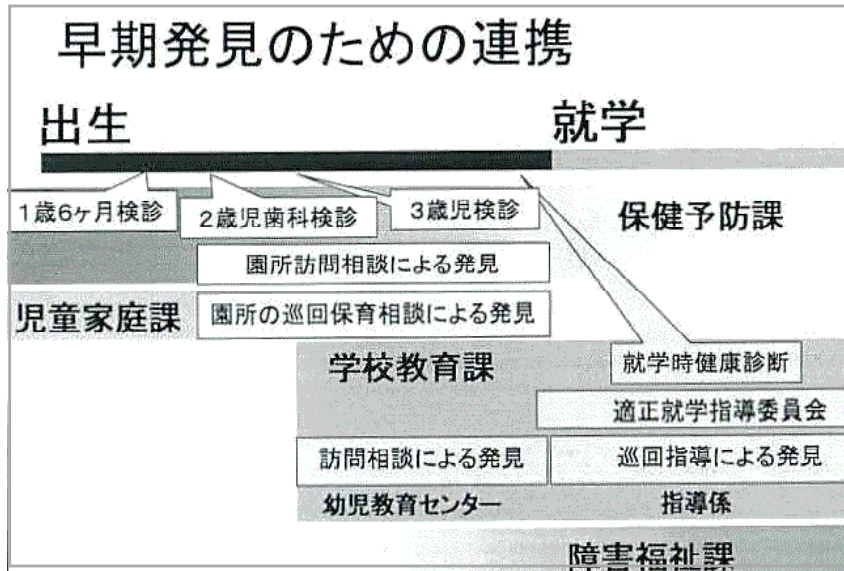 早期発見のための連携
出生
就学
1歳6ヶ月検診
2歳児歯科検診
3歳児検診
保健予防課
園所訪問相談による発見
児童家庭課
園所の巡回保育相談による発見
学校教育課
就学時健康診断
適正就学指導委員会
訪問相談による発見
巡回指導による発見
幼児教育センター
指導係
障害福祉課